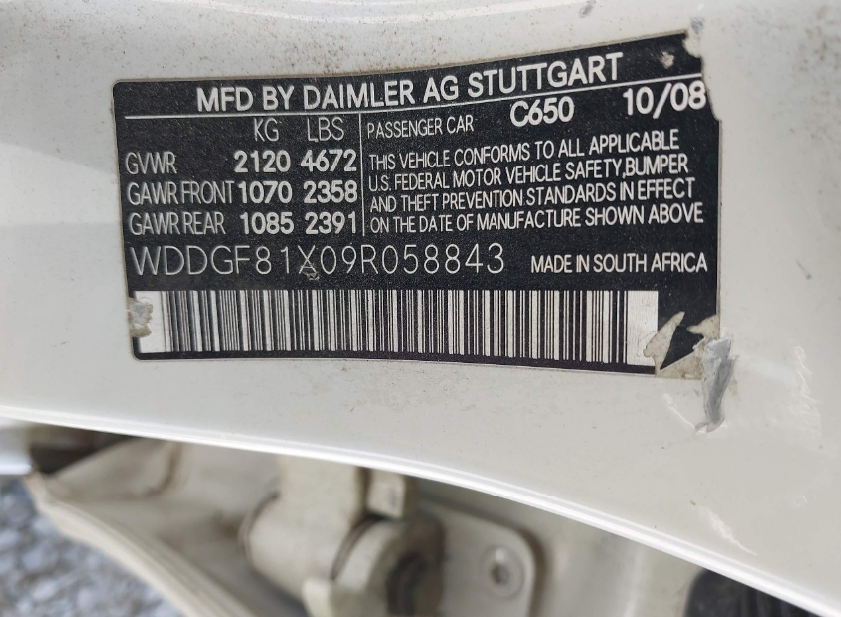 MFD BY DAIMLER AG STUTTGART
C650 10/08
KG LBS
PASSENGER CAR
GVWR 2120 4672
GAWR FRONT 1070 2358
GAWR REAR 1085 2391
THIS VEHICLE CONFORMS TO ALL APPLICABLE
U.S. FEDERAL MOTOR VEHICLE SAFETY,BUMPER
AND THEFT PREVENTION STANDARDS IN EFFECT
ON THE DATE OF MANUFACTURE SHOWN ABOVE
WDDGF81X09R058843 MADE IN SOUTH AFRICA